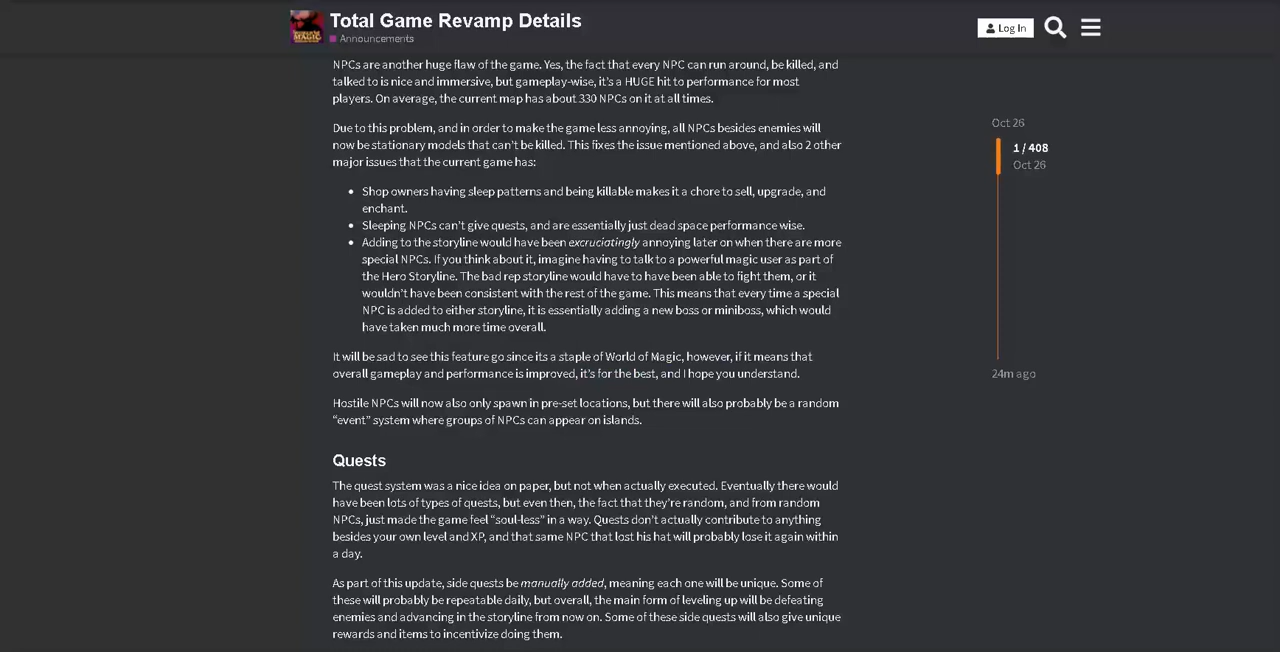 Total Game Revamp Details
Announcements
Log In
NPCs are another huge flaw of the game. Yes, the fact that every NPC can run around, be killed, and
talked to is nice and immersive, but gameplay-wise, it's a HUGE hit to performance for most
players. On average, the current map has about 330 NPCs on it at all times.
Due to this problem, and in order to make the game less annoying, all NPCs besides enemies will
now be stationary models that can't be killed. This fixes the issue mentioned above, and also 2 other
major issues that the current game has:
• Shop owners having sleep patterns and being killable makes it a chore to sell, upgrade, and
enchant.
• Sleeping NPCs can't give quests, and are essentially just dead space performance wise.
• Adding to the storyline would have been excruciatingly annoying later on when there are more
special NPCs. If you think about it, imagine having to talk to a powerful magic user as part of
the Hero Storyline. The bad rep storyline would have to have been able to fight them, or it
wouldn't have been consistent with the rest of the game. This means that every time a special
NPC is added to either storyline, it is essentially adding a new boss or miniboss, which would
have taken much more time overall.
It will be sad to see this feature go since its a staple of World of Magic, however, if it means that
overall gameplay and performance is improved, it's for the best, and I hope you understand.
Hostile NPCs will now also only spawn in pre-set locations, but there will also probably be a random
“event” system where groups of NPCs can appear on islands.
Quests
The quest system was a nice idea on paper, but not when actually executed. Eventually there would
have been lots of types of quests, but even then, the fact that they're random, and from random
NPCs, just made the game feel “soul-less” in a way. Quests don't actually contribute to anything
besides your own level and XP, and that same NPC that lost his hat will probably lose it again within
a day.
As part of this update, side quests be manually added, meaning each one will be unique. Some of
these will probably be repeatable daily, but overall, the main form of leveling up will be defeating
enemies and advancing in the storyline from now on. Some of these side quests will also give unique
rewards and items to incentivize doing them.
Oct 26
1 / 408
Oct 26
24m ago